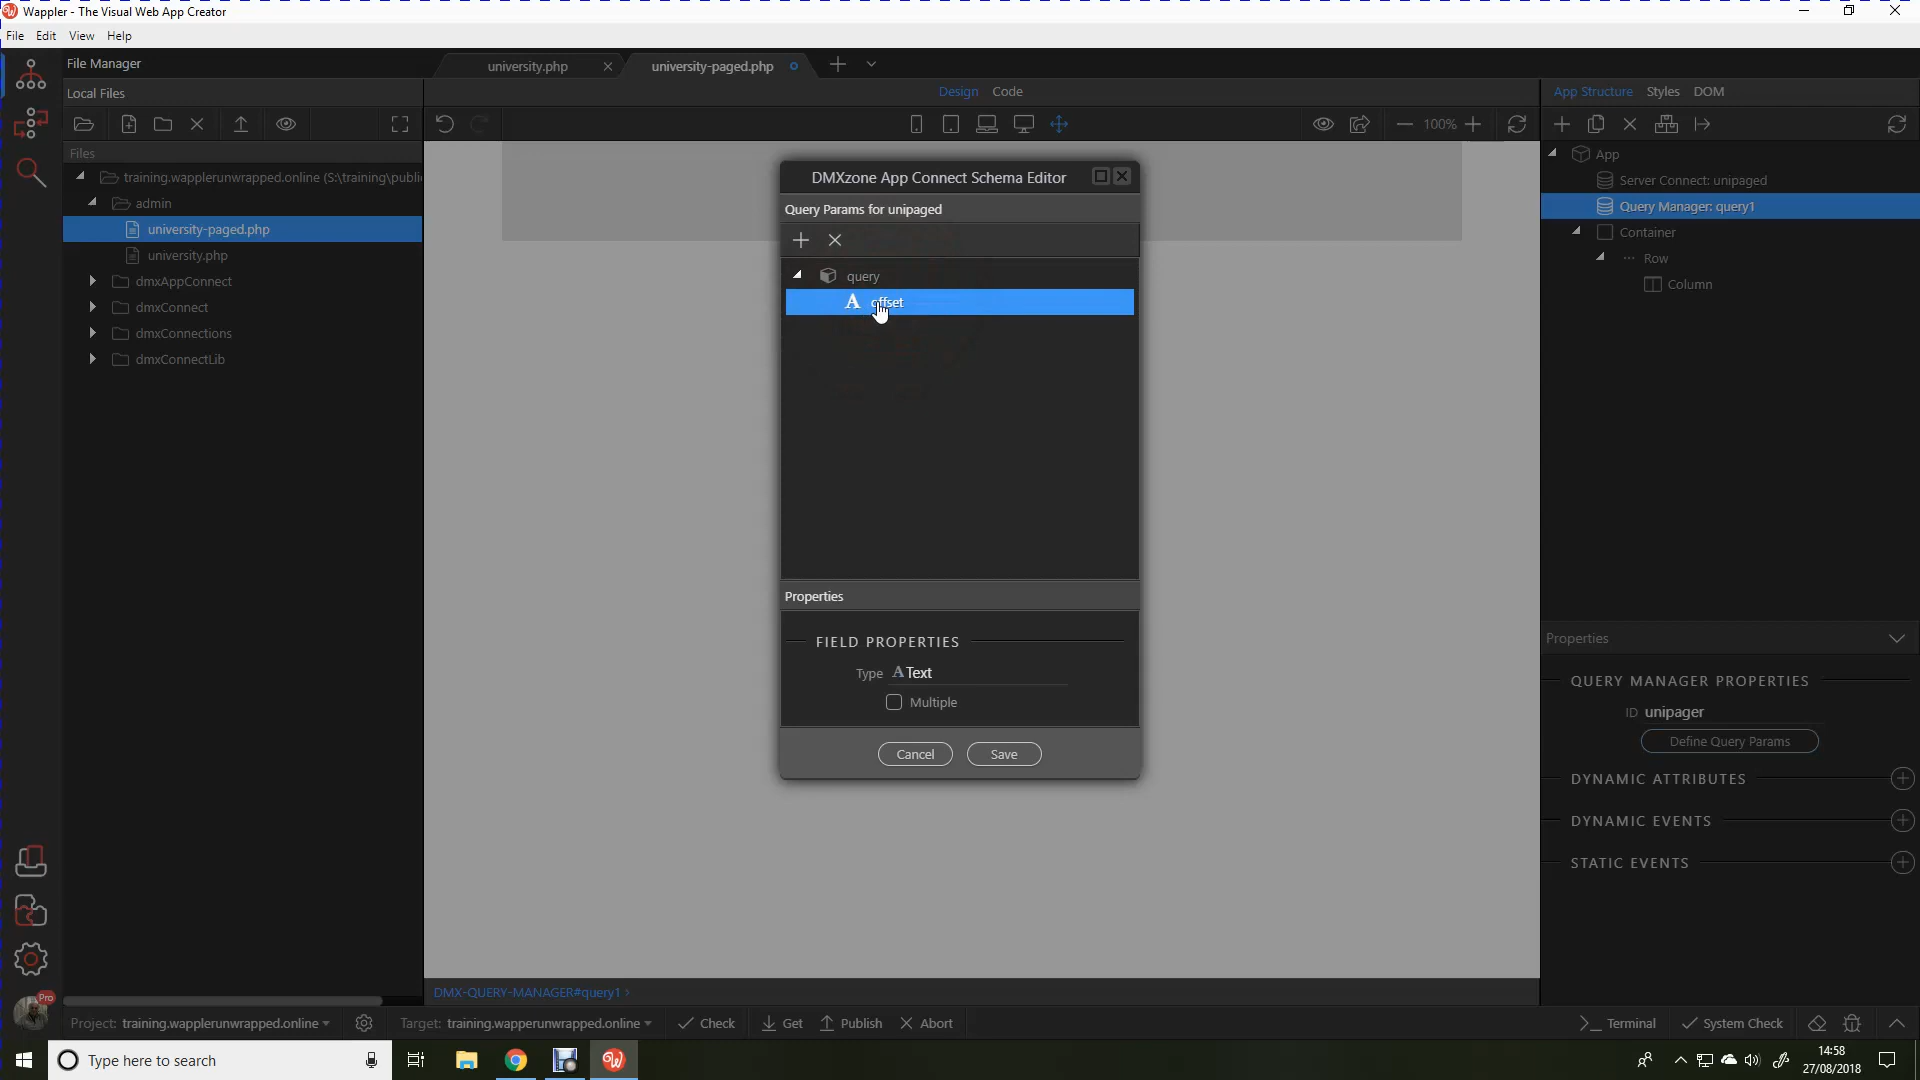 Wappler - The Visual Web App Creator
File Edit View Help
File Manager
Local Files
Files
training.wapplerunwrapped.online (S:\training\publi
admin
university-paged.php
university.php
dmxAppConnect
dmxConnect
dmxConnections
dmxConnectLib
Pro
university.php
university-paged.php
Design Code
100%
DMXzone App Connect Schema Editor
Query Params for unipaged
query
A offset
Properties
FIELD PROPERTIES
Type A Text
Multiple
Cancel Save
DMX-QUERY-MANAGER#query1 ›
App Structure Styles DOM
App
Server Connect: unipaged
Query Manager: query1
Container
Row
Column
Properties
QUERY MANAGER PROPERTIES
ID unipager
Define Query Params
DYNAMIC ATTRIBUTES
DYNAMIC EVENTS
STATIC EVENTS
Project: training.wapplerunwrapped.online Target: training.wapperunwrapped.online Check Get Publish Abort Terminal System Check
Type here to search
14:58
27/08/2018